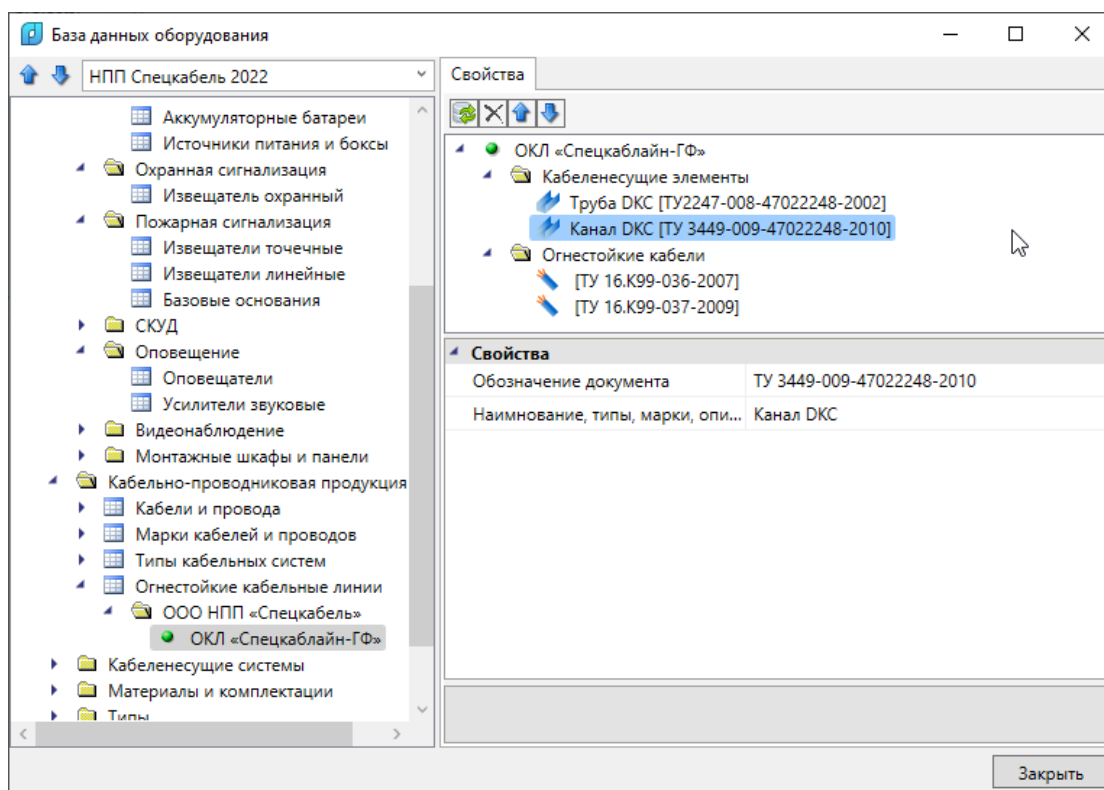 База данных оборудования
НПП Спецкабель 2022
Аккумуляторные батареи
Источники питания и боксы
Охранная сигнализация
Извещатель охранный
Пожарная сигнализация
Извещатели точечные
Извещатели линейные
Базовые основания
СКУД
Оповещение
Оповещатели
Усилители звуковые
Видеонаблюдение
Монтажные шкафы и панели
Кабельно-проводниковая продукция
Кабели и провода
Марки кабелей и проводов
Типы кабельных систем
Огнестойкие кабельные линии
ООО НПП «Спецкабель»
ОКЛ «Спецкаблайн-ГФ»
Кабеленесущие системы
Материалы и комплектации
Типы
Свойства
ОКЛ «Спецкаблайн-ГФ»
Кабеленесущие элементы
Труба DKC [ТУ2247-008-47022248-2002]
Канал DKC [ТУ 3449-009-47022248-2010]
Огнестойкие кабели
[ТУ 16.К99-036-2007]
[ТУ 16.К99-037-2009]
Свойства
Обозначение документа ТУ 3449-009-47022248-2010
Наимнование, типы, марки, опи... Канал DKC
Закрыть